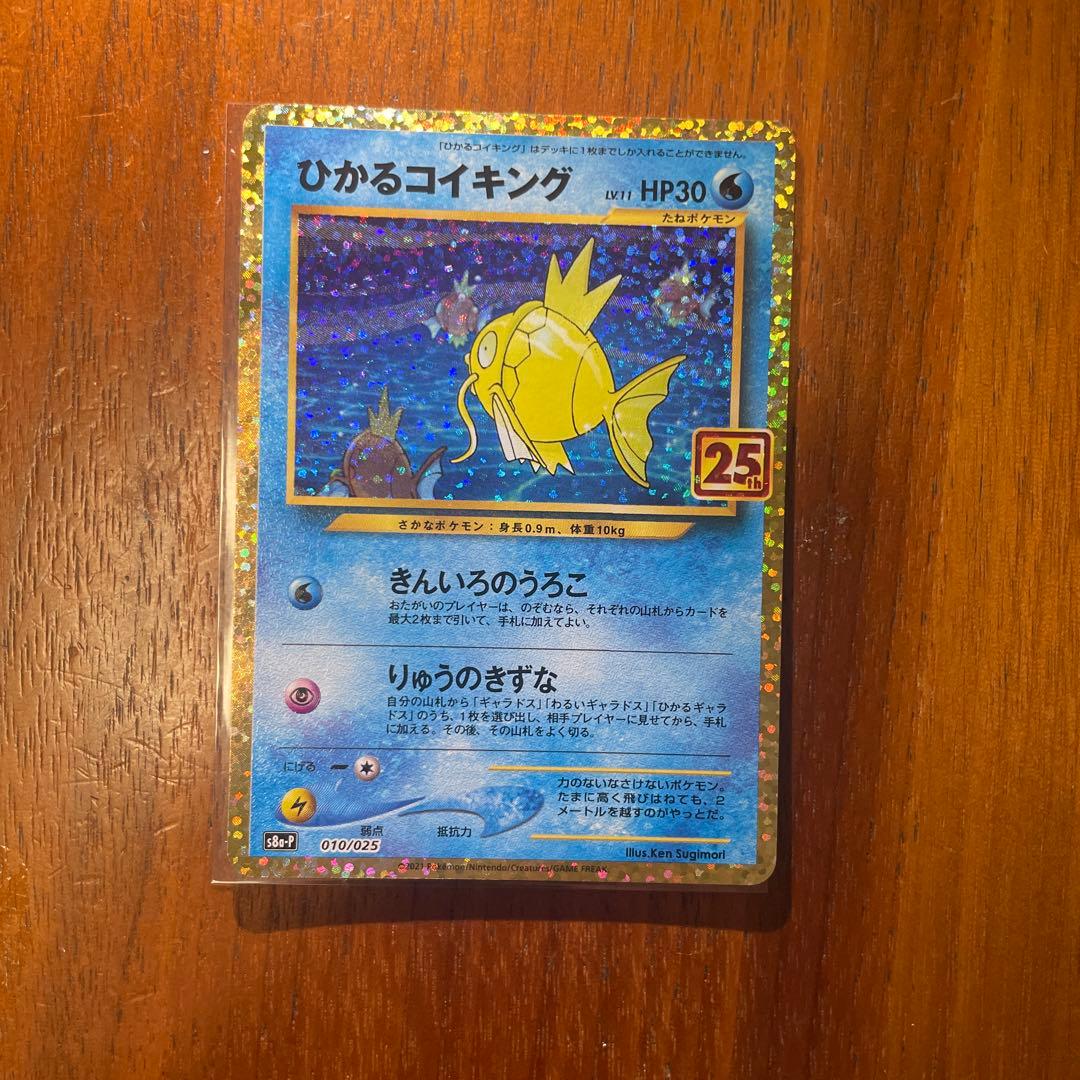 「ひかるコイキング」はデッキに1枚までしか入れることができません。
ひかるコイキング LV.11 HP30
たねポケモン
25th
さかなポケモン：身長0.9m、体重10kg
きんいろのうろこ
おたがいのプレイヤーは、のぞむなら、それぞれの山札からカードを
最大2枚まで引いて、手札に加えてよい。
りゅうのきずな
自分の山札から「ギャラドス」「わるいギャラドス」「ひかるギャラ
ドス」のうち、1枚を選び出し、相手プレイヤーに見せてから、手札
に加える。その後、その山札をよく切る。
にげる
力のないなさけないポケモン。
たまに高く飛びはねても、2
メートルを越すのがやっとだ。
弱点 抵抗力
s8a-P 010/025
Illus.Ken Sugimori
©2021 Pokémon/Nintendo/Creatures/GAME FREAK